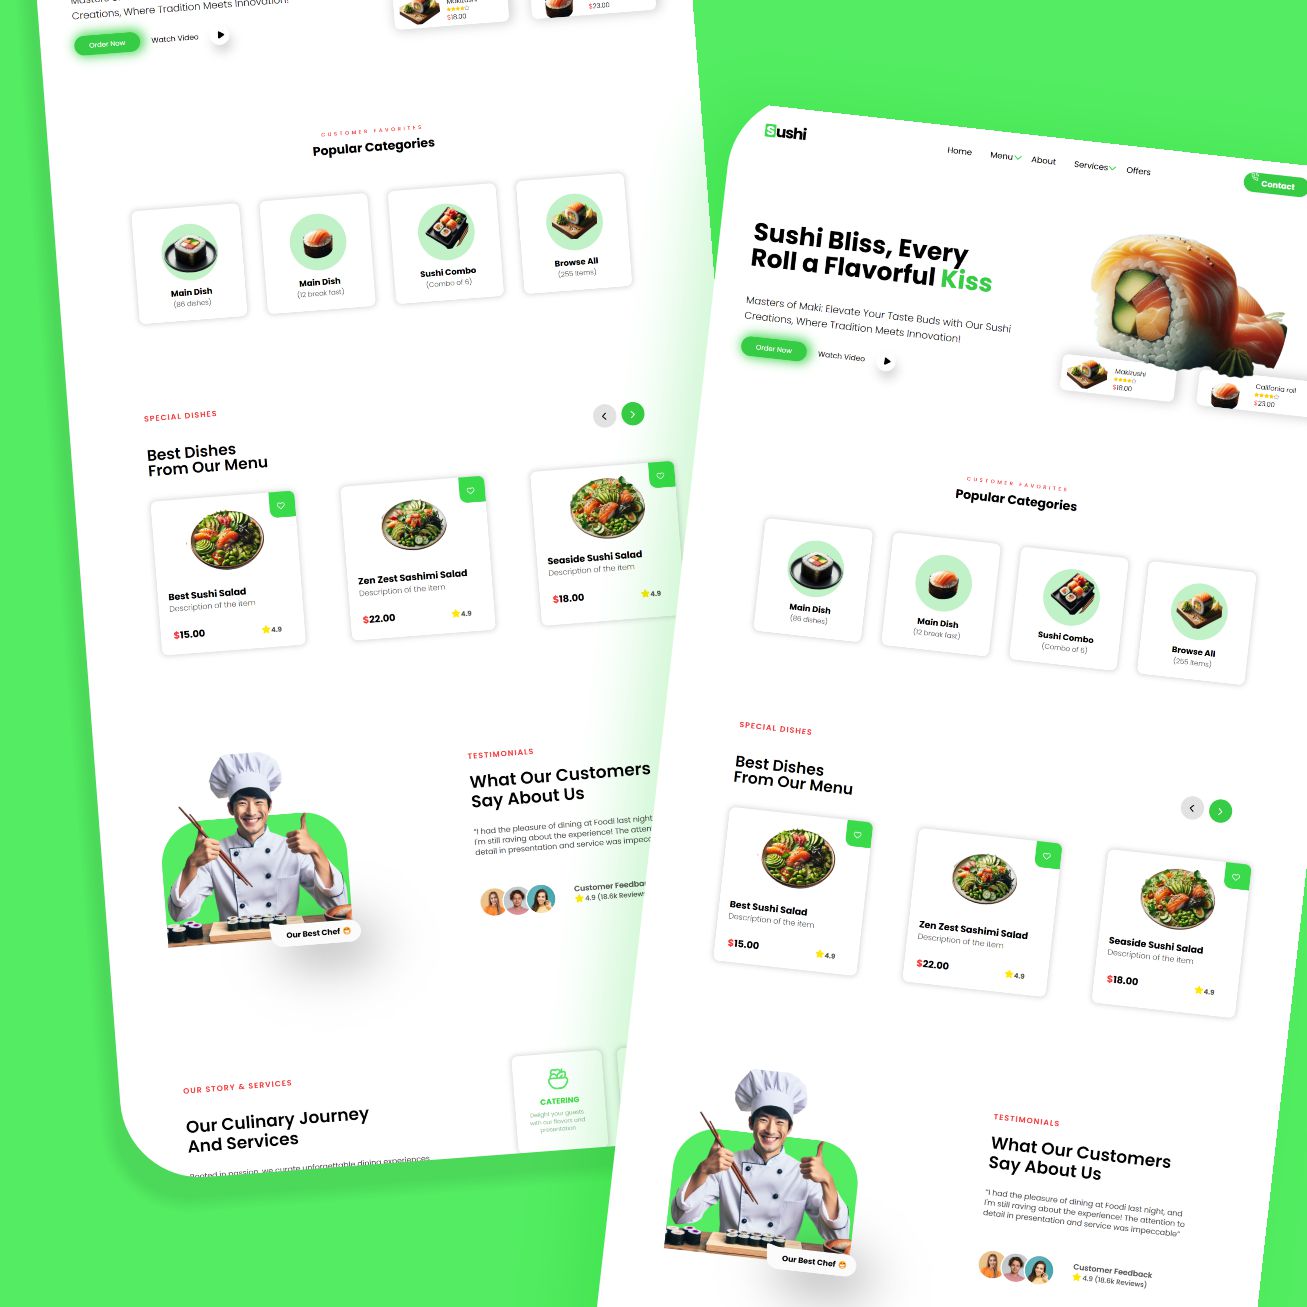 Creations, Where Tradition Meets Innovation!
Order Now
Watch Video
Makizushi
$18.00
$23.00
CUSTOMER FAVORITES
Popular Categories
Main Dish
(86 dishes)
Main Dish
(12 break fast)
Sushi Combo
(Combo of 6)
Browse All
(255 Items)
SPECIAL DISHES
Best Dishes
From Our Menu
Best Sushi Salad
Description of the item
$15.00
4.9
Zen Zest Sashimi Salad
Description of the item
$22.00
4.9
Seaside Sushi Salad
Description of the item
$18.00
4.9
Our Best Chef
TESTIMONIALS
What Our Customers
Say About Us
"I had the pleasure of dining at Foodi last night
I'm still raving about the experience! The atten
detail in presentation and service was impecc
Customer Feedba
4.9 (18.6k Reviews
OUR STORY & SERVICES
Our Culinary Journey
And Services
Rooted in passion, we curate unforgettable dining experiences
CATERING
Delight your guests
with our flavors and
presentation
Sushi
Home
Menu
About
Services
Offers
Contact
Sushi Bliss, Every
Roll a Flavorful Kiss
Masters of Maki: Elevate Your Taste Buds with Our Sushi
Creations, Where Tradition Meets Innovation!
Order Now
Watch Video
Makizushi
$18.00
Califonia roll
$23.00
CUSTOMER FAVORITES
Popular Categories
Main Dish
(86 dishes)
Main Dish
(12 break fast)
Sushi Combo
(Combo of 6)
Browse All
(255 Items)
SPECIAL DISHES
Best Dishes
From Our Menu
Best Sushi Salad
Description of the item
$15.00
4.9
Zen Zest Sashimi Salad
Description of the item
$22.00
4.9
Seaside Sushi Salad
Description of the item
$18.00
4.9
Our Best Chef
TESTIMONIALS
What Our Customers
Say About Us
"I had the pleasure of dining at Foodi last night, and
I'm still raving about the experience! The attention to
detail in presentation and service was impeccable"
Customer Feedback
4.9 (18.6k Reviews)